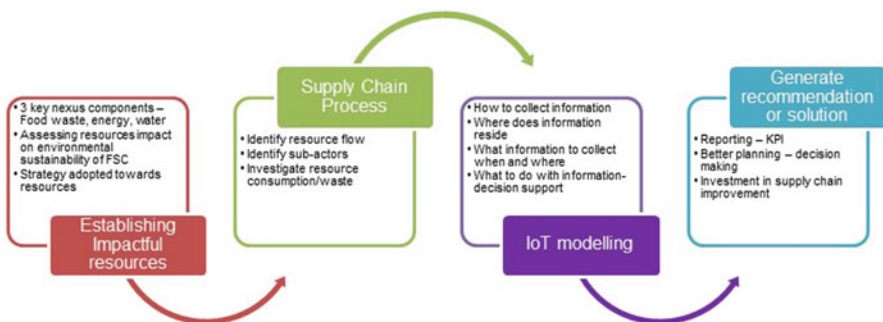 3 key nexus components –
Food waste, energy, water
Assessing resources impact
on environmental
sustainability of FSC
Strategy adopted towards
resources
Establishing
Impactful
resources
Supply Chain
Process
Identify resource flow
Identify sub-actors
Investigate resource
consumption/waste
How to collect information
Where does information
reside
What information to collect
when and where
What to do with information-
decision support
IoT modelling
Generate
recommendation
or solution
Reporting – KPI
Better planning – decision
making
Investment in supply chain
improvement